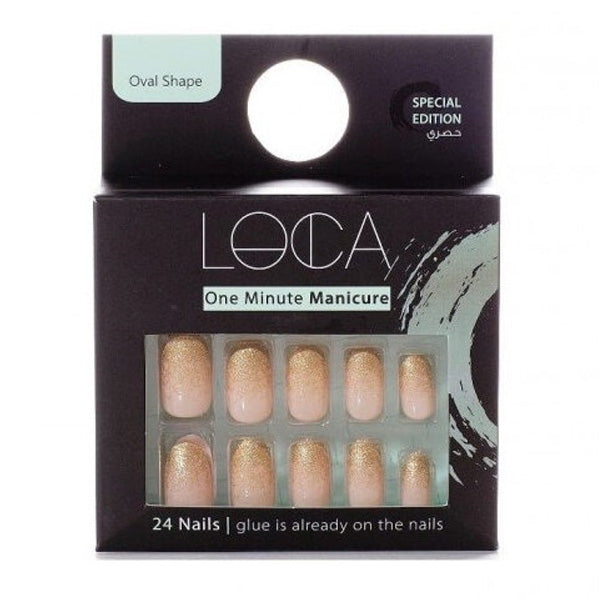 Oval Shape
SPECIAL
EDITION
حصري
LOCA
One Minute Manicure
24 Nails | glue is already on the nails